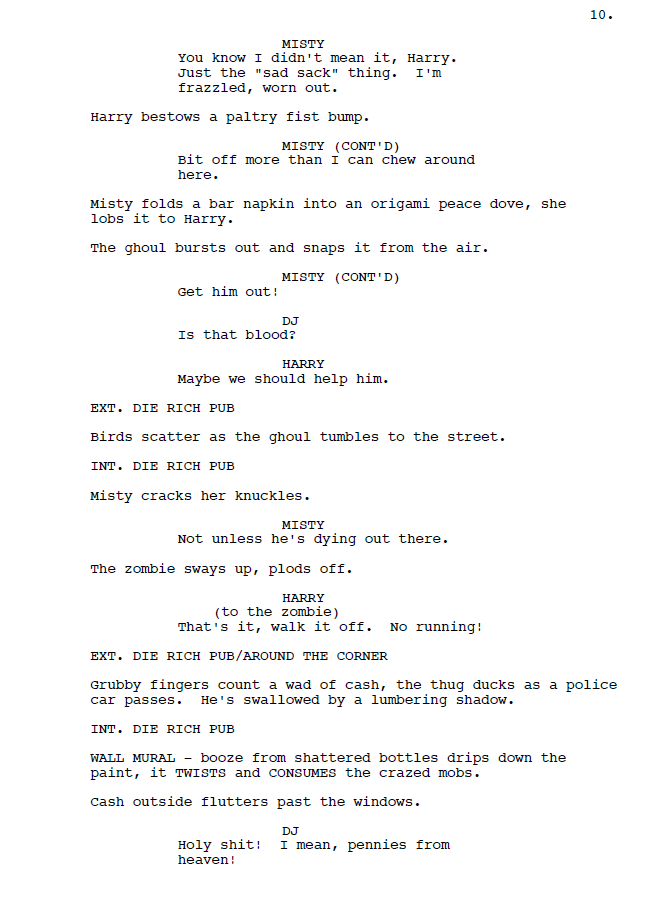 10.
MISTY
You know I didn't mean it, Harry.
Just the "sad sack" thing.  I'm
frazzled, worn out.
Harry bestows a paltry fist bump.
MISTY (CONT'D)
Bit off more than I can chew around
here.
Misty folds a bar napkin into an origami peace dove, she
lobs it to Harry.
The ghoul bursts out and snaps it from the air.
MISTY (CONT'D)
Get him out!
DJ
Is that blood?
HARRY
Maybe we should help him.
EXT. DIE RICH PUB
Birds scatter as the ghoul tumbles to the street.
INT. DIE RICH PUB
Misty cracks her knuckles.
MISTY
Not unless he's dying out there.
The zombie sways up, plods off.
HARRY
(to the zombie)
That's it, walk it off.  No running!
EXT. DIE RICH PUB/AROUND THE CORNER
Grubby fingers count a wad of cash, the thug ducks as a police
car passes.  He's swallowed by a lumbering shadow.
INT. DIE RICH PUB
WALL MURAL – booze from shattered bottles drips down the
paint, it TWISTS and CONSUMES the crazed mobs.
Cash outside flutters past the windows.
DJ
Holy shit!  I mean, pennies from
heaven!